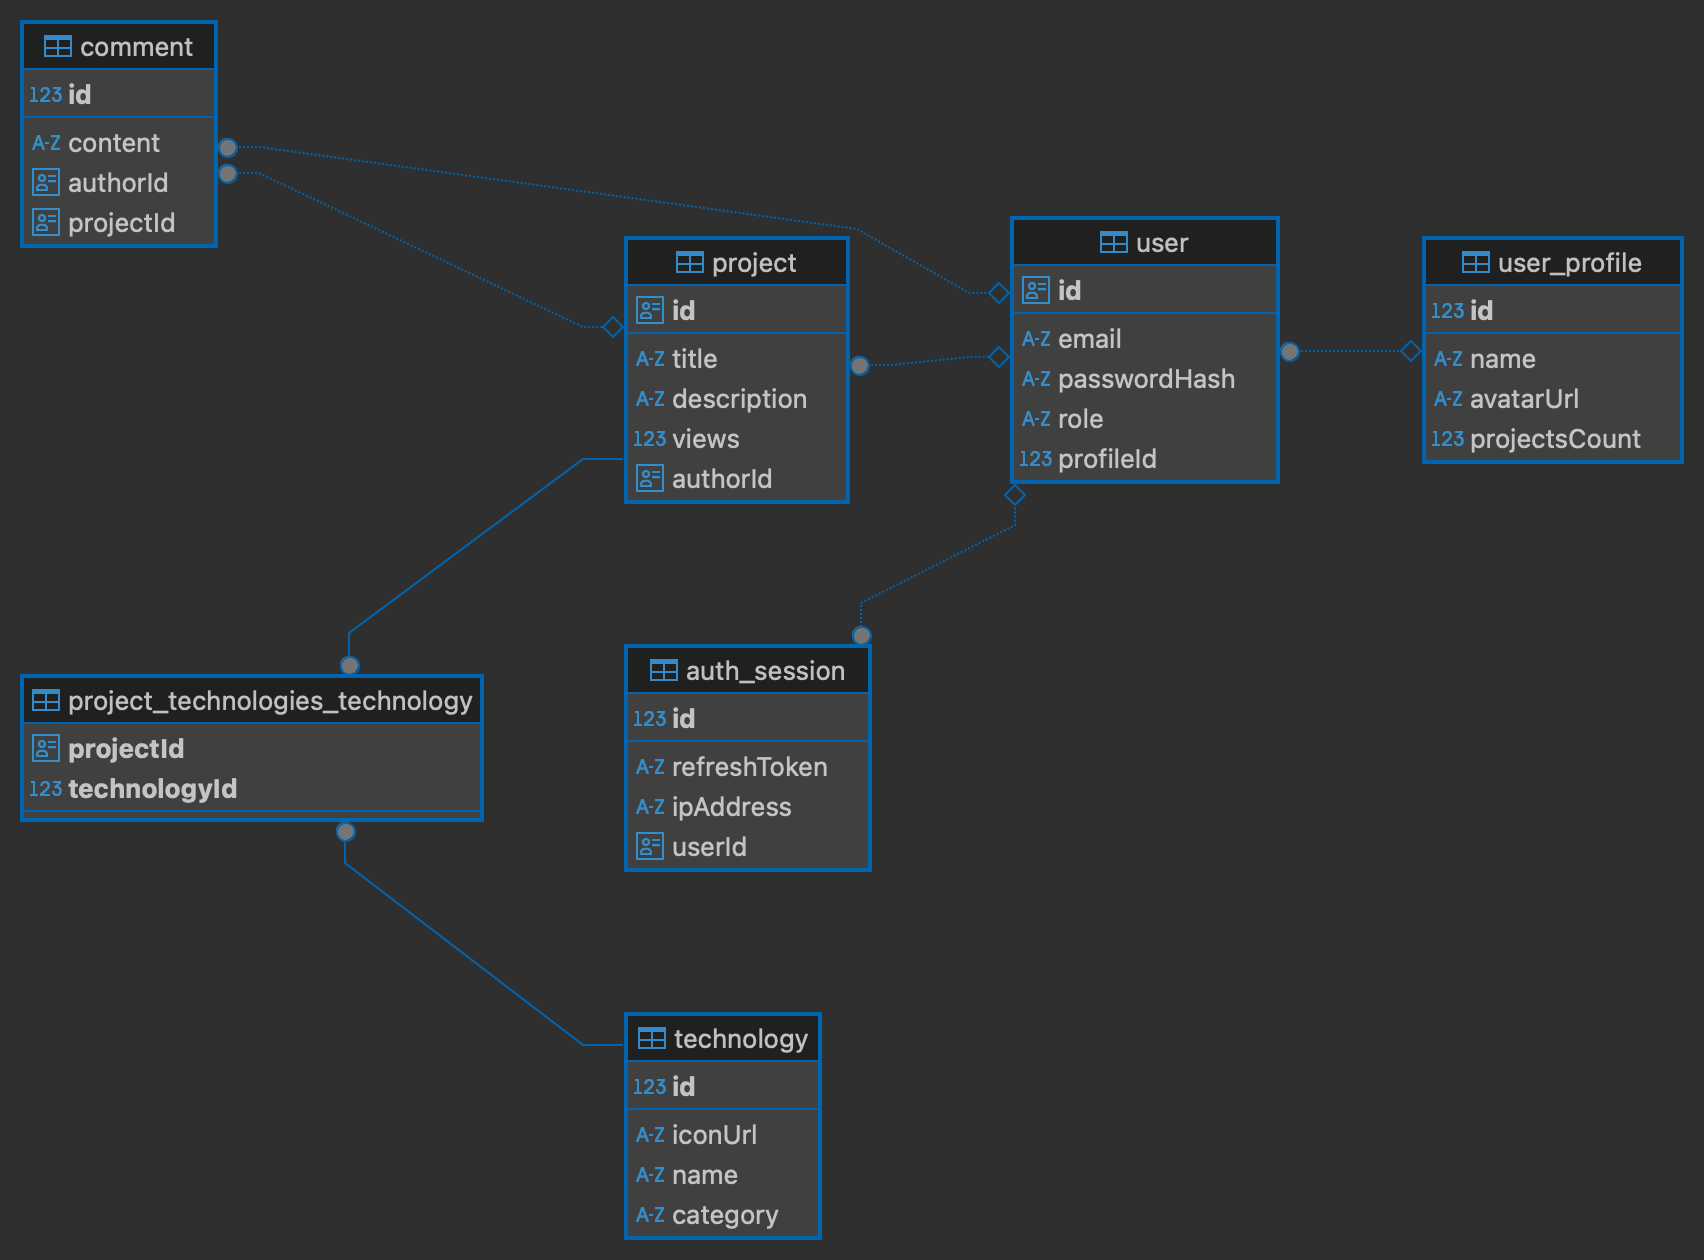 comment
123 id
A-Z content
authorId
projectId
project
id
A-Z title
A-Z description
123 views
authorId
user
id
A-Z email
A-Z passwordHash
A-Z role
123 profileId
user_profile
123 id
A-Z name
A-Z avatarUrl
123 projectsCount
project_technologies_technology
projectId
123 technologyId
auth_session
123 id
A-Z refreshToken
A-Z ipAddress
userId
technology
123 id
A-Z iconUrl
A-Z name
A-Z category